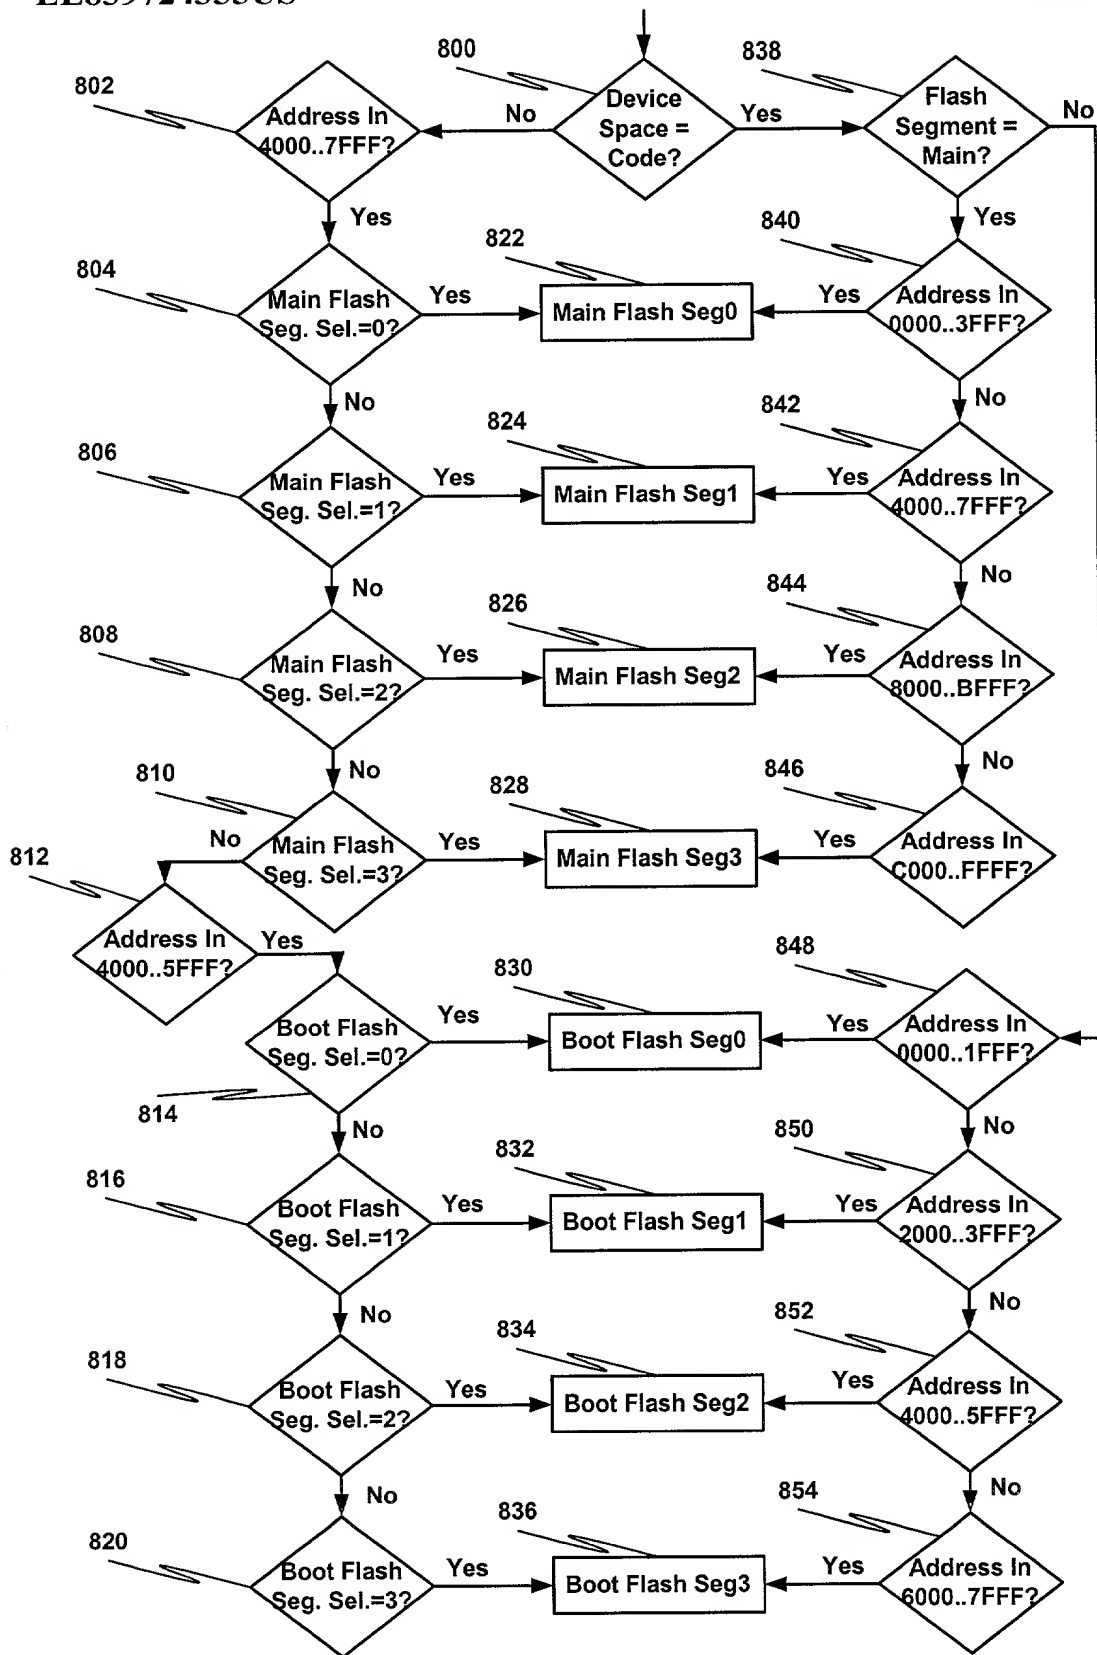 800
838
802
Device
Space =
Code?
No
Yes
Flash
Segment =
Main?
No
Address In
4000..7FFF?
Yes
Yes
822
840
804
Main Flash
Seg. Sel.=0?
Yes
Main Flash Seg0
Yes
Address In
0000..3FFF?
No
No
824
842
806
Main Flash
Seg. Sel.=1?
Yes
Main Flash Seg1
Yes
Address In
4000..7FFF?
No
No
826
844
808
Main Flash
Seg. Sel.=2?
Yes
Main Flash Seg2
Yes
Address In
8000..BFFF?
No
No
810
828
846
No
Main Flash
Seg. Sel.=3?
Yes
Main Flash Seg3
Yes
Address In
C000..FFFF?
812
Address In
4000..5FFF?
Yes
830
848
Boot Flash
Seg. Sel.=0?
Yes
Boot Flash Seg0
Yes
Address In
0000..1FFF?
814
No
No
832
850
816
Boot Flash
Seg. Sel.=1?
Yes
Boot Flash Seg1
Yes
Address In
2000..3FFF?
No
No
834
852
818
Boot Flash
Seg. Sel.=2?
Yes
Boot Flash Seg2
Yes
Address In
4000..5FFF?
No
No
836
854
820
Boot Flash
Seg. Sel.=3?
Yes
Boot Flash Seg3
Yes
Address In
6000..7FFF?